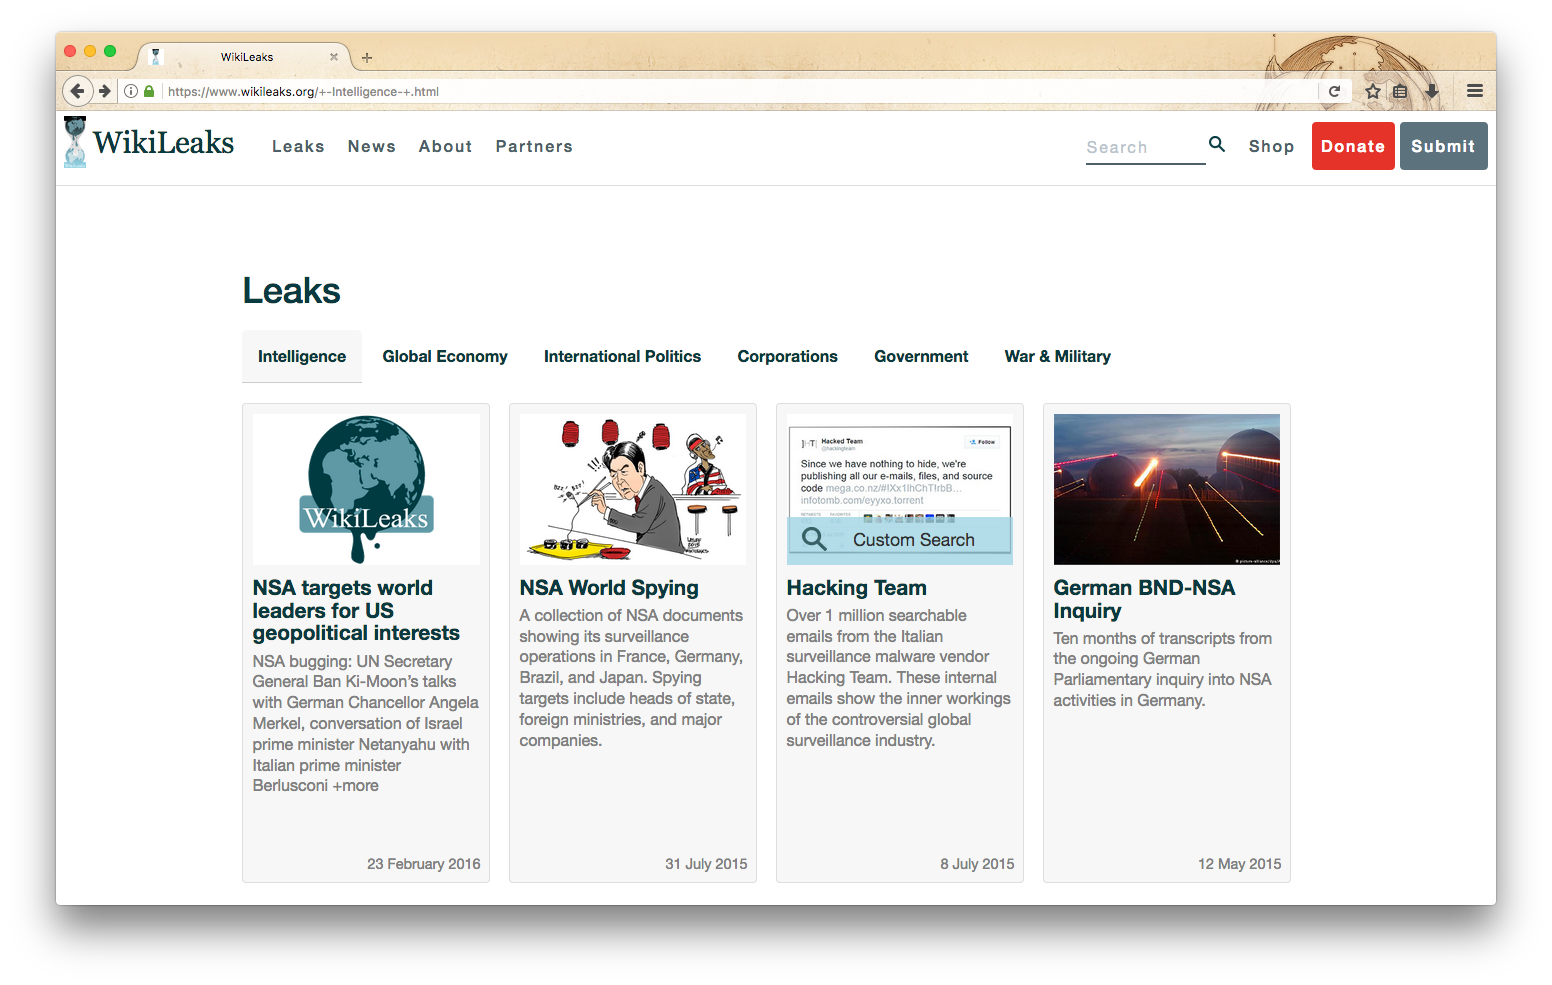 WikiLeaks
https://www.wikileaks.org/+-Intelligence-+.html
WikiLeaks
Leaks News About Partners
Search
Shop
Donate
Submit
Leaks
Intelligence
Global Economy
International Politics
Corporations
Government
War & Military
WikiLeaks
NSA targets world
leaders for US
geopolitical interests
NSA bugging: UN Secretary
General Ban Ki-Moon's talks
with German Chancellor Angela
Merkel, conversation of Israel
prime minister Netanyahu with
Italian prime minister
Berlusconi +more
23 February 2016
!!!
BZZ! BZZ!
NSA World Spying
A collection of NSA documents
showing its surveillance
operations in France, Germany,
Brazil, and Japan. Spying
targets include heads of state,
foreign ministries, and major
companies.
31 July 2015
]HT[
Hacked Team
@hackingteam
Follow
Since we have nothing to hide, we're
publishing all our e-mails, files, and source
code mega.co.nz/#!Xx1lhChT!rbB...
infotomb.com/eyyxo.torrent
Custom Search
Hacking Team
Over 1 million searchable
emails from the Italian
surveillance malware vendor
Hacking Team. These internal
emails show the inner workings
of the controversial global
surveillance industry.
8 July 2015
German BND-NSA
Inquiry
Ten months of transcripts from
the ongoing German
Parliamentary inquiry into NSA
activities in Germany.
12 May 2015